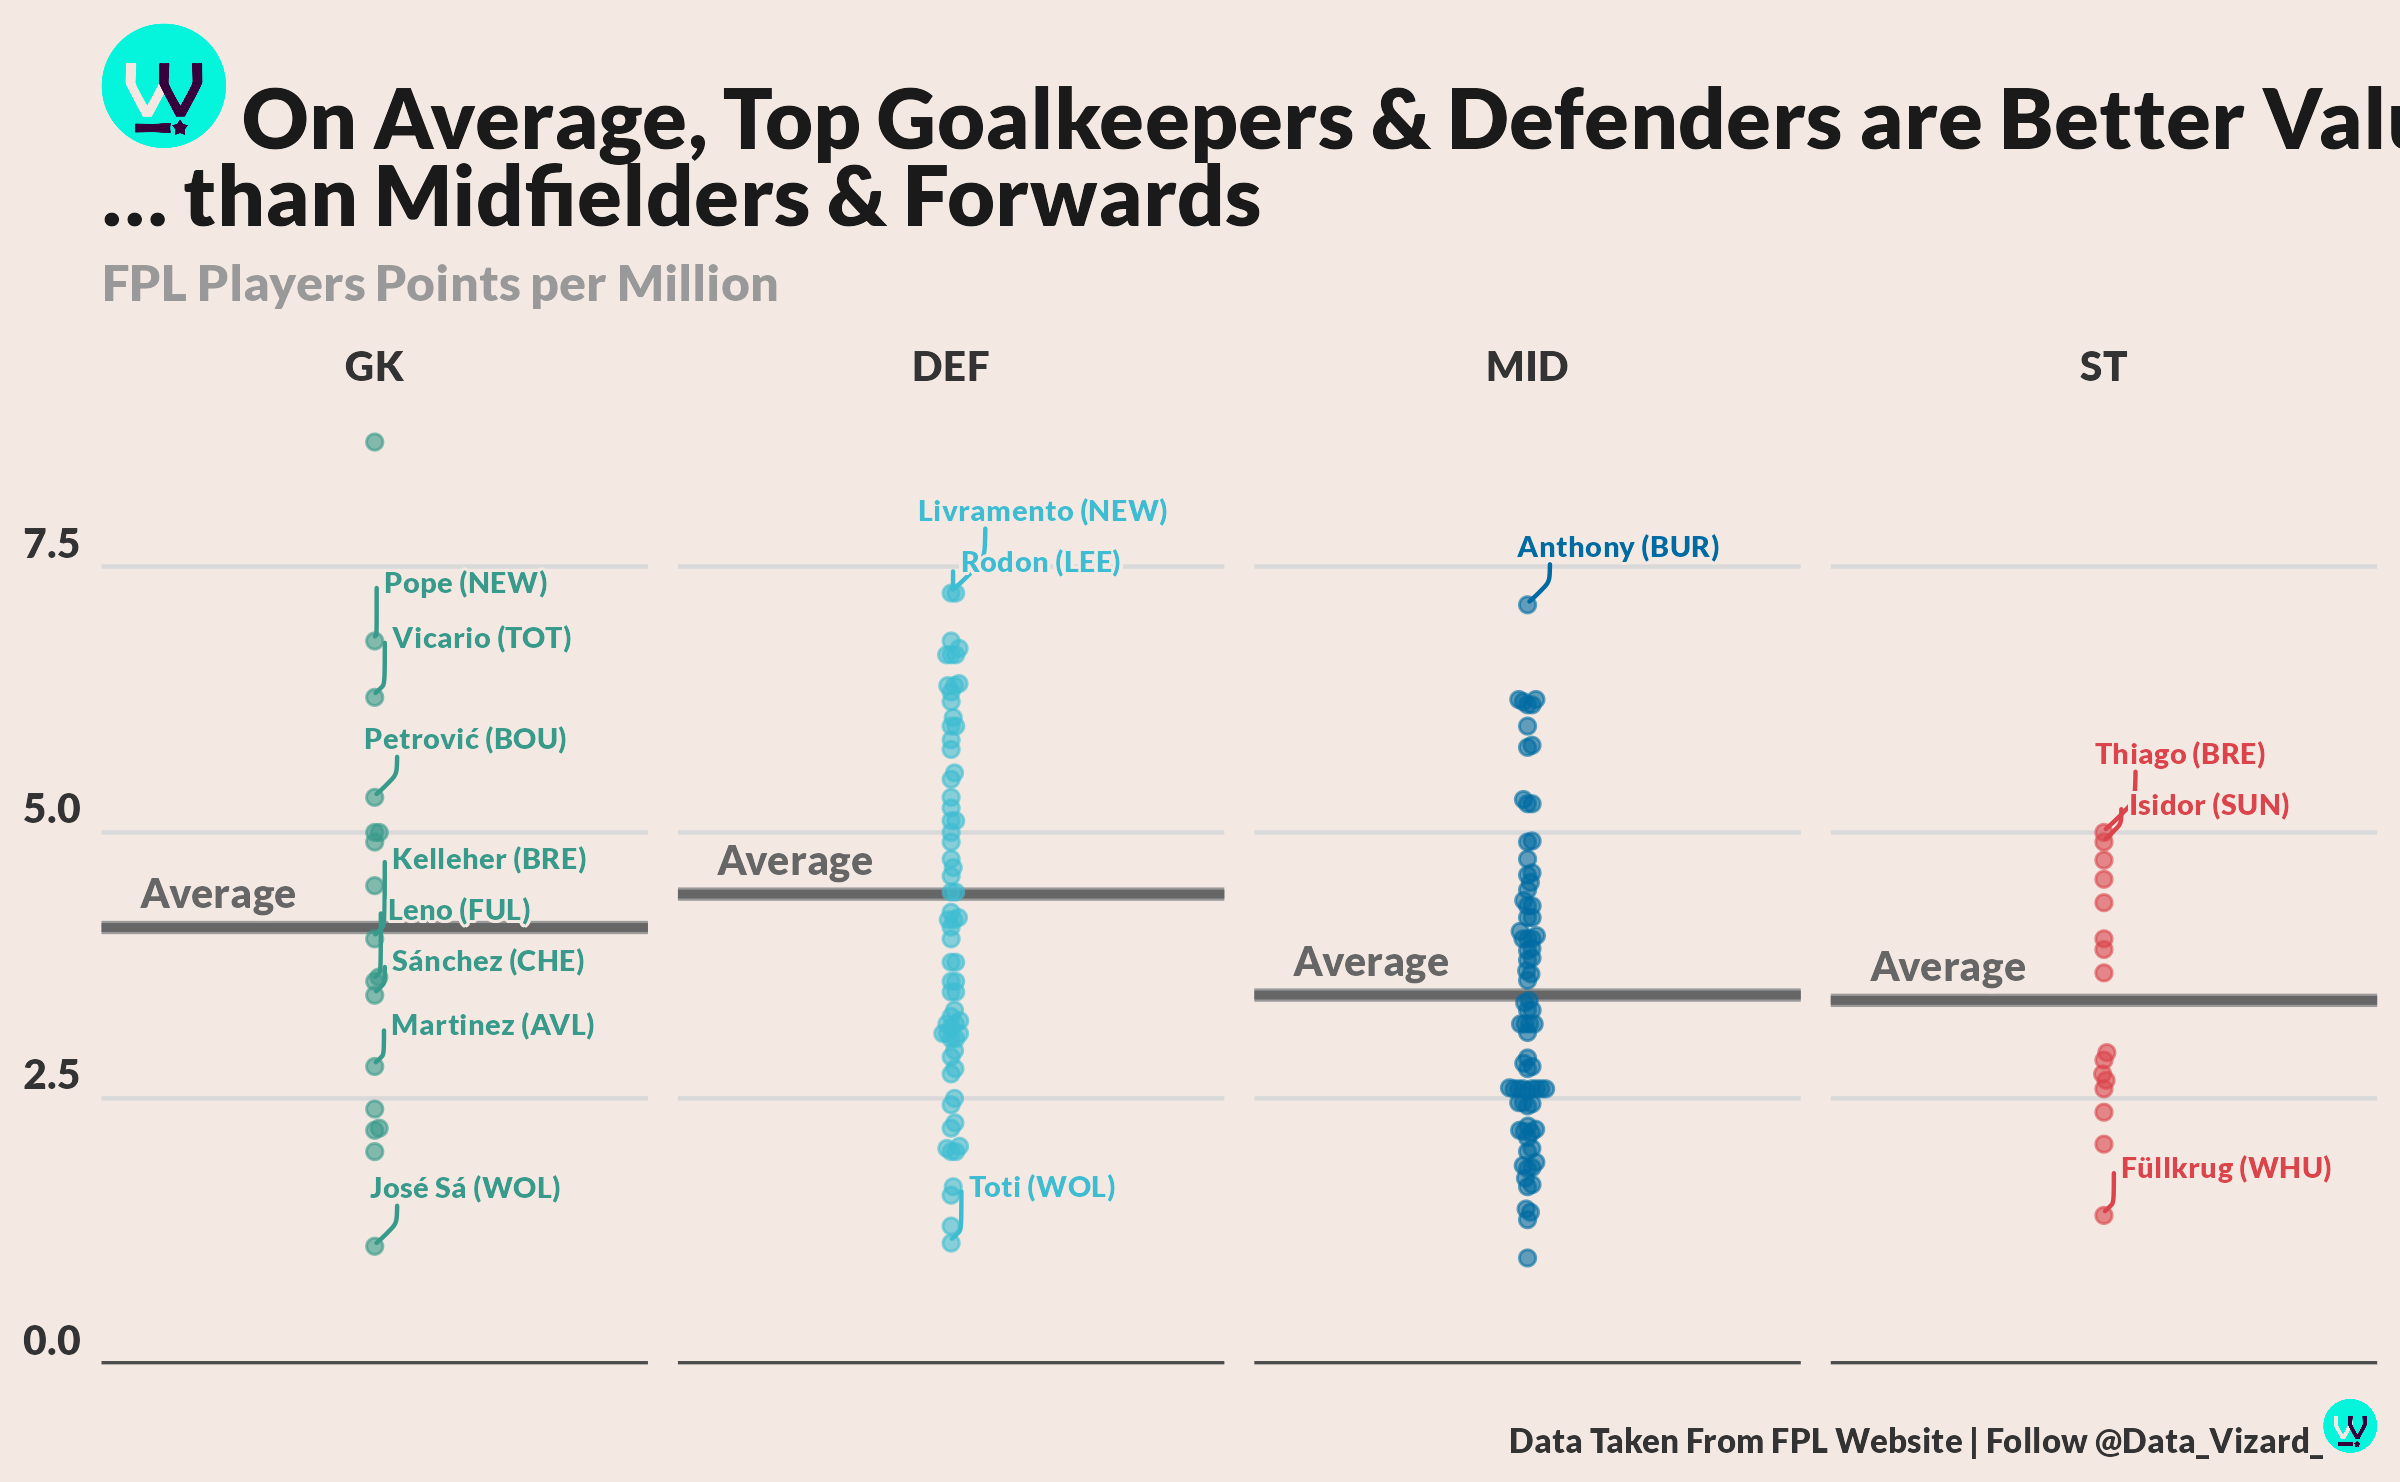 On Average, Top Goalkeepers & Defenders are Better Valu
... than Midfielders & Forwards
FPL Players Points per Million
GK
DEF
MID
ST
7.5
5.0
2.5
0.0
Pope (NEW)
Vicario (TOT)
Petrović (BOU)
Kelleher (BRE)
Average
Leno (FUL)
Sánchez (CHE)
Martinez (AVL)
José Sá (WOL)
Livramento (NEW)
Rodon (LEE)
Average
Toti (WOL)
Anthony (BUR)
Average
Thiago (BRE)
Isidor (SUN)
Average
Füllkrug (WHU)
Data Taken From FPL Website | Follow @Data_Vizard_